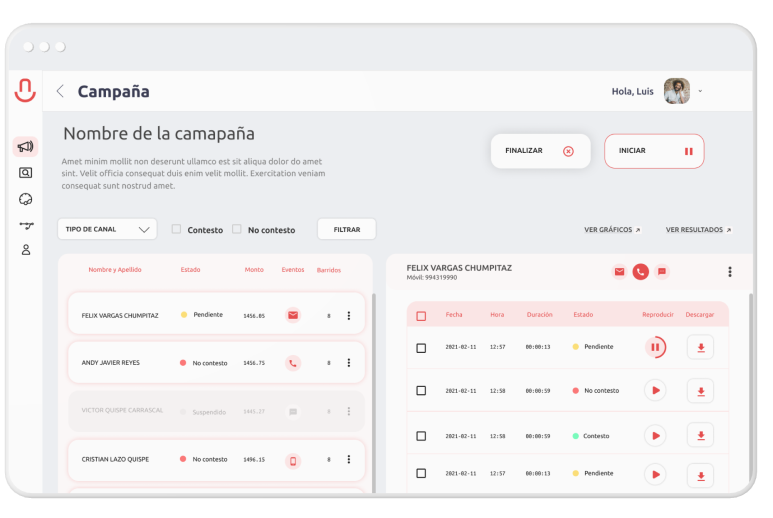 Campaña
Hola, Luis
Nombre de la camapaña
Amet minim mollit non deserunt ullamco est sit aliqua dolor do amet
sint. Velit officia consequat duis enim velit mollit. Exercitation veniam
consequat sunt nostrud amet.
FINALIZAR
INICIAR
TIPO DE CANAL
Contesto
No contesto
FILTRAR
VER GRÁFICOS
VER RESULTADOS
Nombre y Apellido Estado Monto Eventos Barridos
FELIX VARGAS CHUMPITAZ Pendiente 1456.05 8
ANDY JAVIER REYES No contesto 1456.75 8
VICTOR QUISPE CARRASCAL Suspendido 8
CRISTIAN LAZO QUISPE No contesto 1496.15 8
FELIX VARGAS CHUMPITAZ
Móvil: 994319990
Fecha Hora Duración Estado Reproducir Descargar
2021-02-11 12:57 00:00:13 Pendiente
2021-02-11 12:58 00:00:59 No contesto
2021-02-11 12:58 00:00:59 Contesto
2021-02-11 12:57 00:00:13 Pendiente